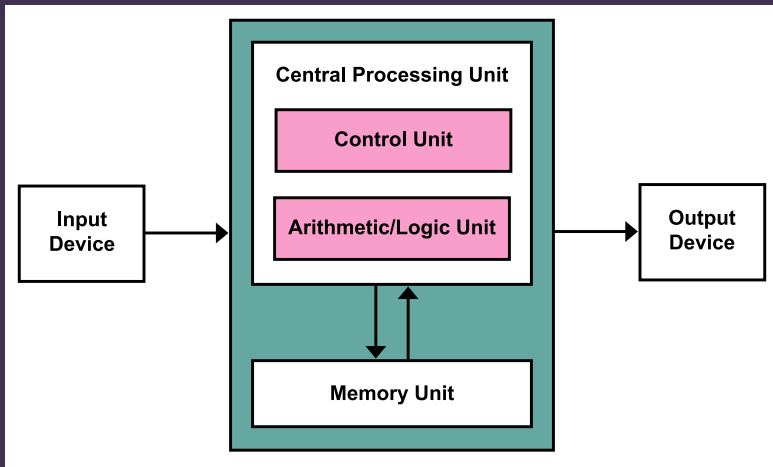 Central Processing Unit
Control Unit
Arithmetic/Logic Unit
Input
Device
Output
Device
Memory Unit